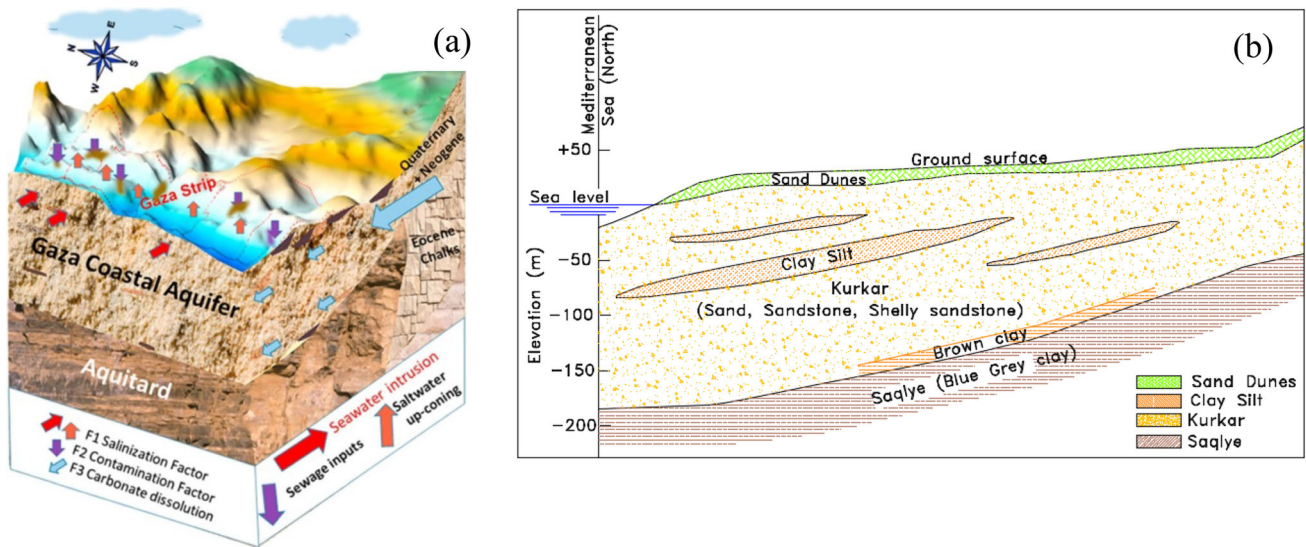 (a)
N
E
S
W
Quaternary
+ Neogene
Gaza Strip
Eocene
Chalks
Gaza Coastal Aquifer
Aquitard
Seawater intrusion
Saltwater
up-coning
Sewage inputs
F1 Salinization Factor
F2 Contamination Factor
F3 Carbonate dissolution
(b)
Mediterranean
Sea (North)
+50
Ground surface
Sand Dunes
Sea level
Elevation (m)
-50
Clay Silt
Kurkar
(Sand, Sandstone, Shelly sandstone)
-100
Brown clay
-150
Saqlye (Blue Grey clay)
-200
Sand Dunes
Clay Silt
Kurkar
Saqlye